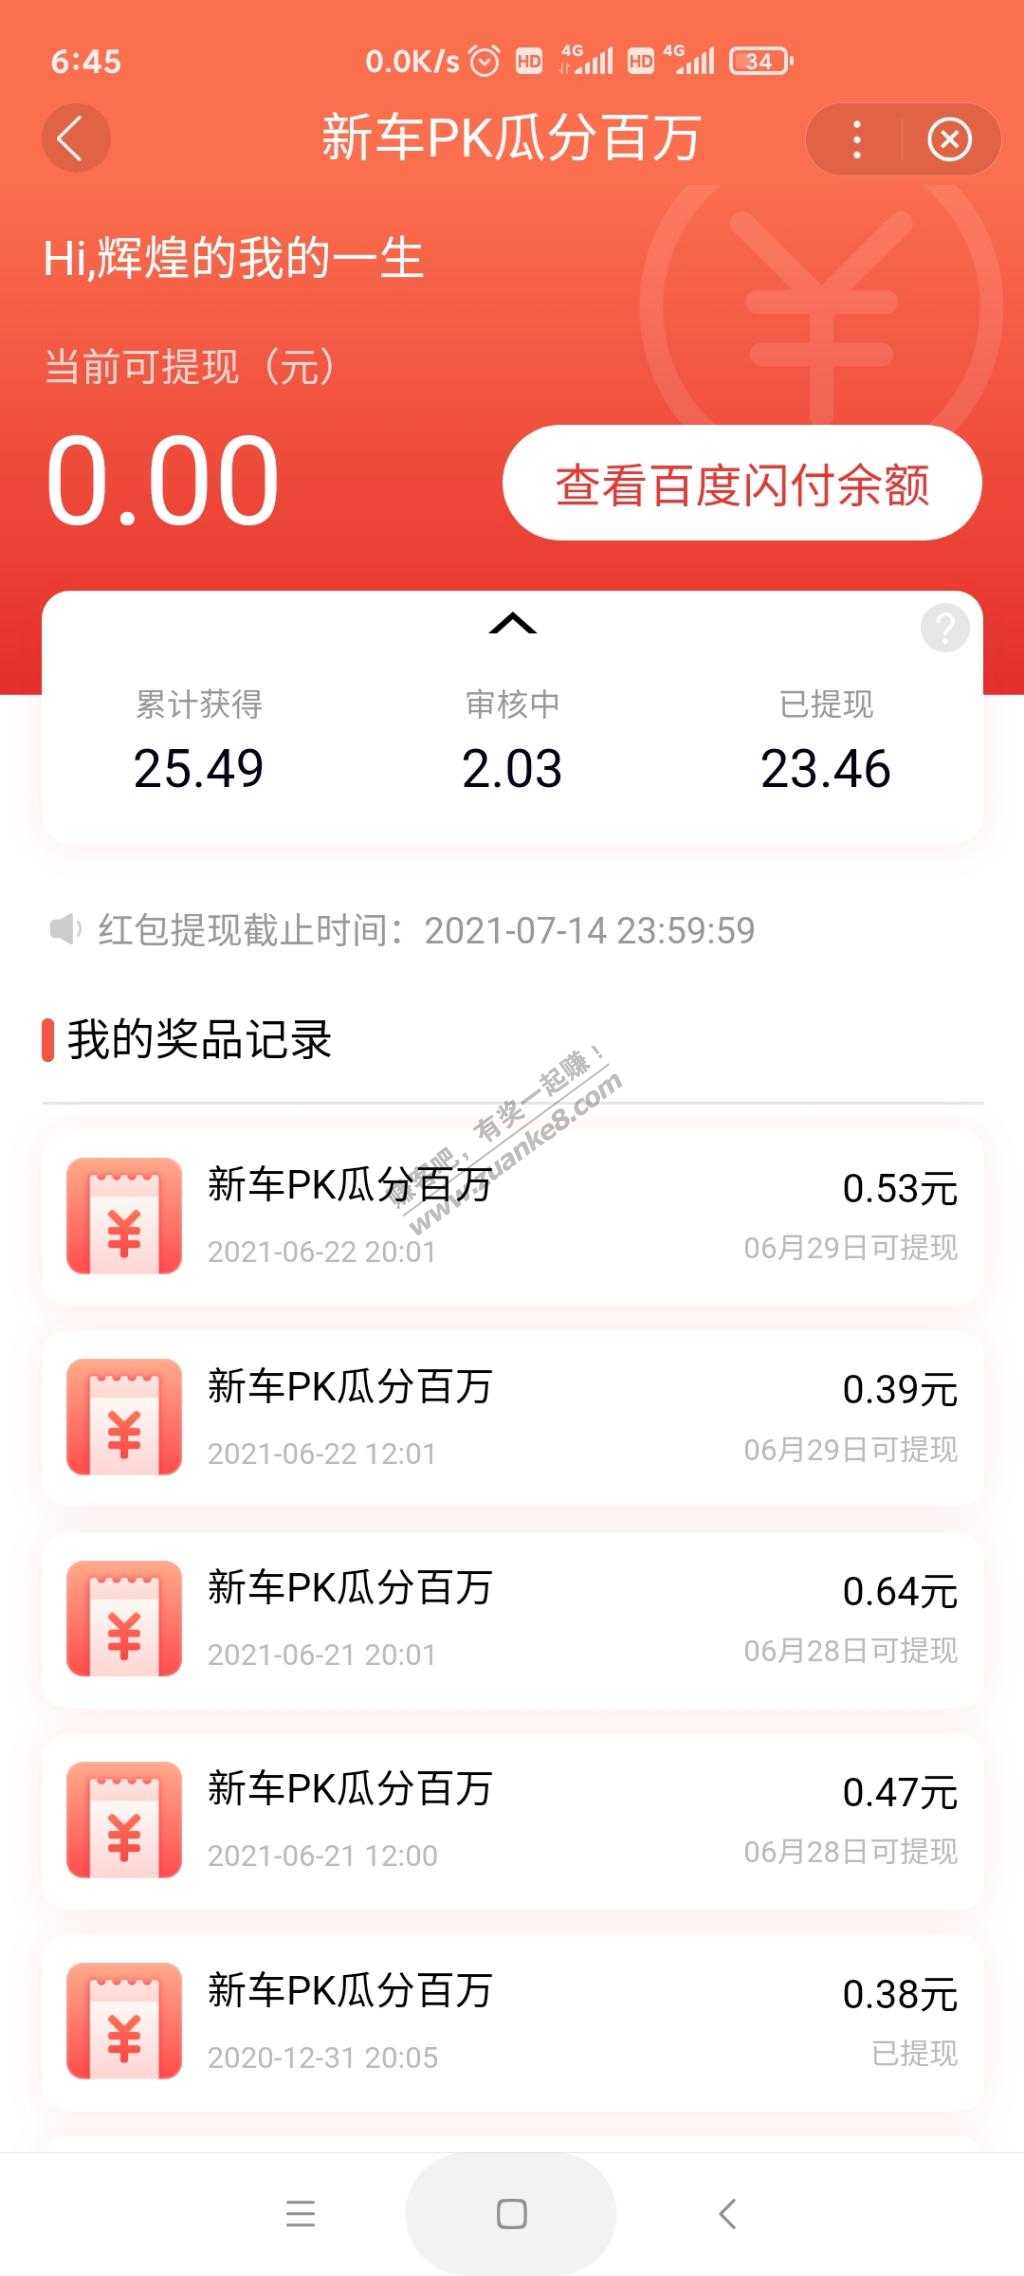 6:45 0.0K/s HD 4G HD 4G 34
新车PK瓜分百万
Hi,辉煌的我的一生
当前可提现（元）
0.00
查看百度闪付余额
?
累计获得 审核中 已提现
25.49 2.03 23.46
红包提现截止时间：2021-07-14 23:59:59
我的奖品记录
赚客吧，有奖一起赚！
www.zuanke8.com
新车PK瓜分百万 0.53元
2021-06-22 20:01 06月29日可提现
新车PK瓜分百万 0.39元
2021-06-22 12:01 06月29日可提现
新车PK瓜分百万 0.64元
2021-06-21 20:01 06月28日可提现
新车PK瓜分百万 0.47元
2021-06-21 12:00 06月28日可提现
新车PK瓜分百万 0.38元
2020-12-31 20:05 已提现